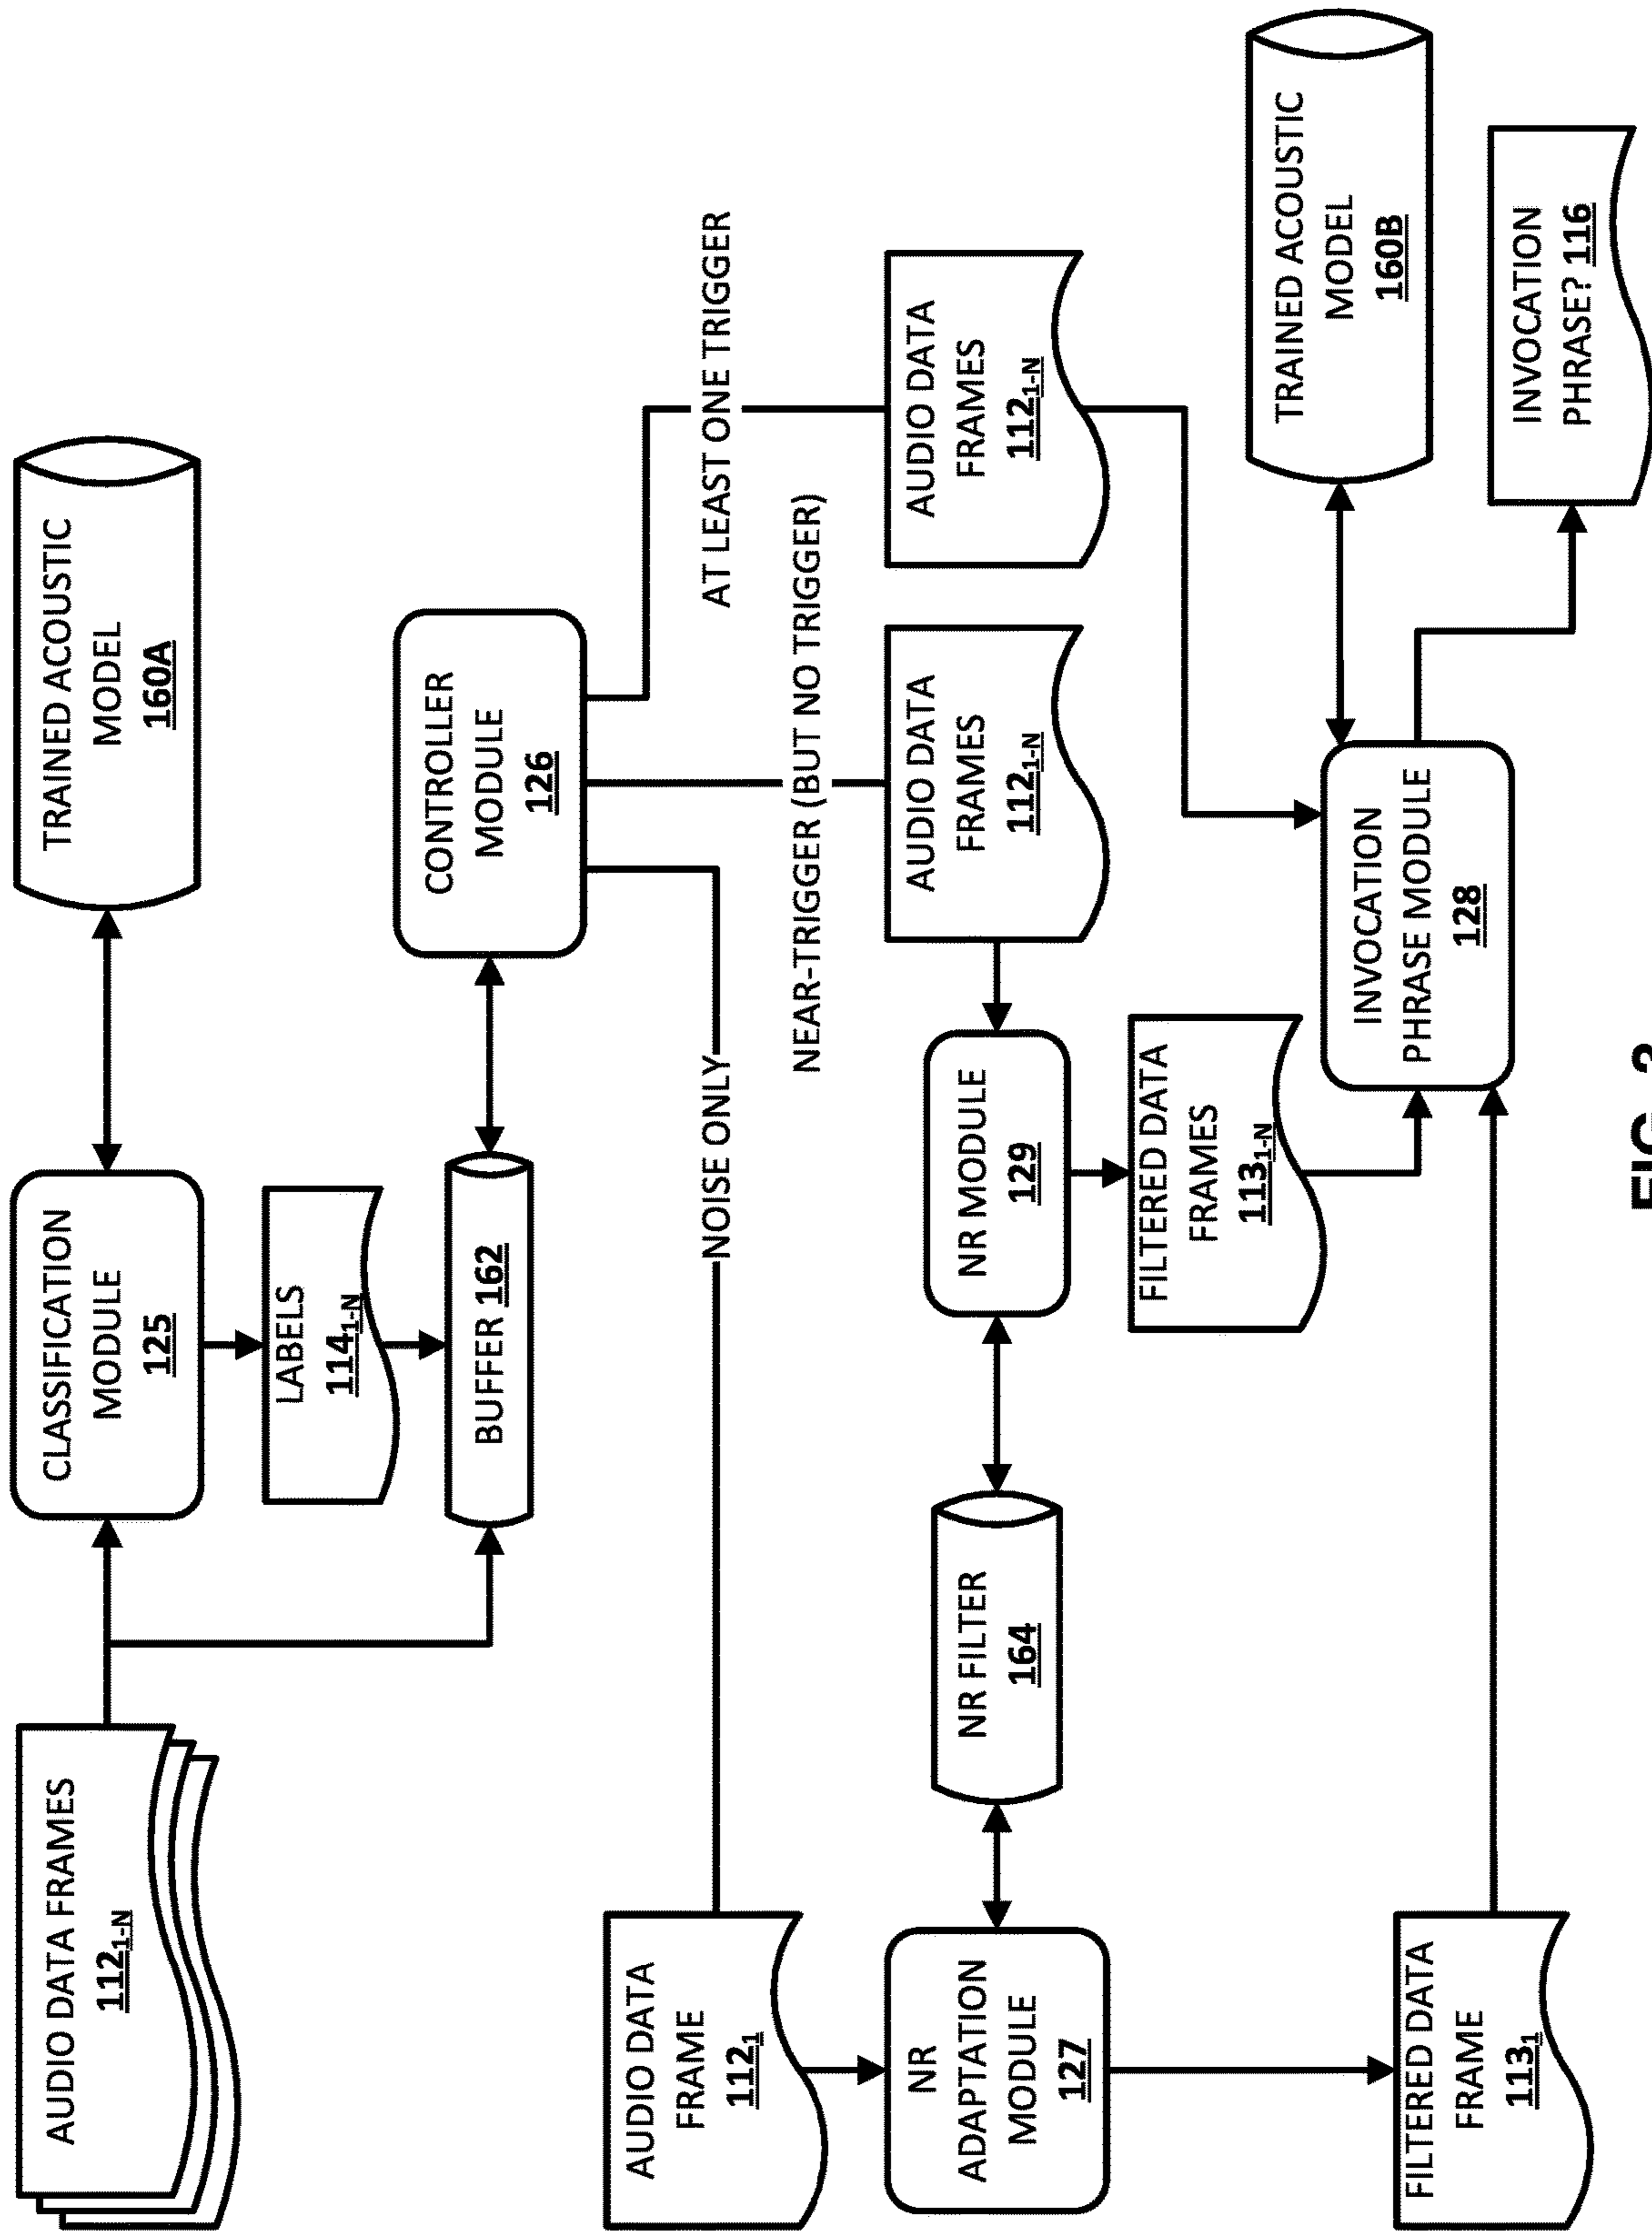 AUDIO DATA FRAMES
112₁₋N
CLASSIFICATION
MODULE
125
TRAINED ACOUSTIC
MODEL
160A
LABELS
114₁₋N
BUFFER 162
CONTROLLER
MODULE
126
NOISE ONLY
NEAR-TRIGGER (BUT NO TRIGGER)
AT LEAST ONE TRIGGER
AUDIO DATA
FRAME
112₁
AUDIO DATA
FRAMES
112₁₋N
AUDIO DATA
FRAMES
112₁₋N
NR
ADAPTATION
MODULE
127
NR FILTER
164
NR MODULE
129
FILTERED DATA
FRAMES
113₁₋N
TRAINED ACOUSTIC
MODEL
160B
INVOCATION
PHRASE MODULE
128
FILTERED DATA
FRAME
113₁
INVOCATION
PHRASE? 116
FIG. 3